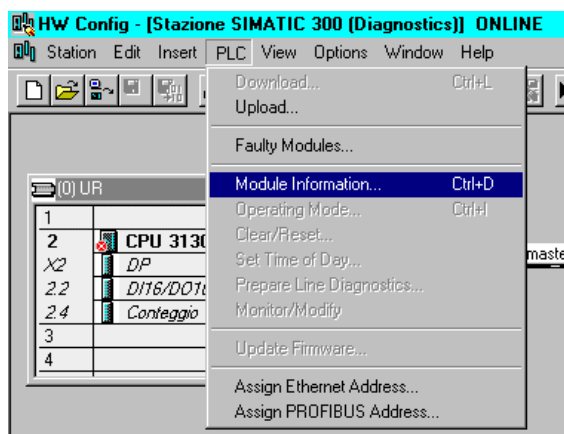 HW Config - [Stazione SIMATIC 300 (Diagnostics)] ONLINE
Station Edit Insert PLC View Options Window Help
Download... Ctrl+L
Upload...
Faulty Modules...
Module Information... Ctrl+D
Operating Mode... Ctrl+I
Clear/Reset...
Set Time of Day...
Prepare Line Diagnostics...
Monitor/Modify
Update Firmware...
Assign Ethernet Address...
Assign PROFIBUS Address...
(0) UR
1
2 CPU 313C
X2 DP
2.2 DI16/DO16
2.4 Conteggio
3
4
maste